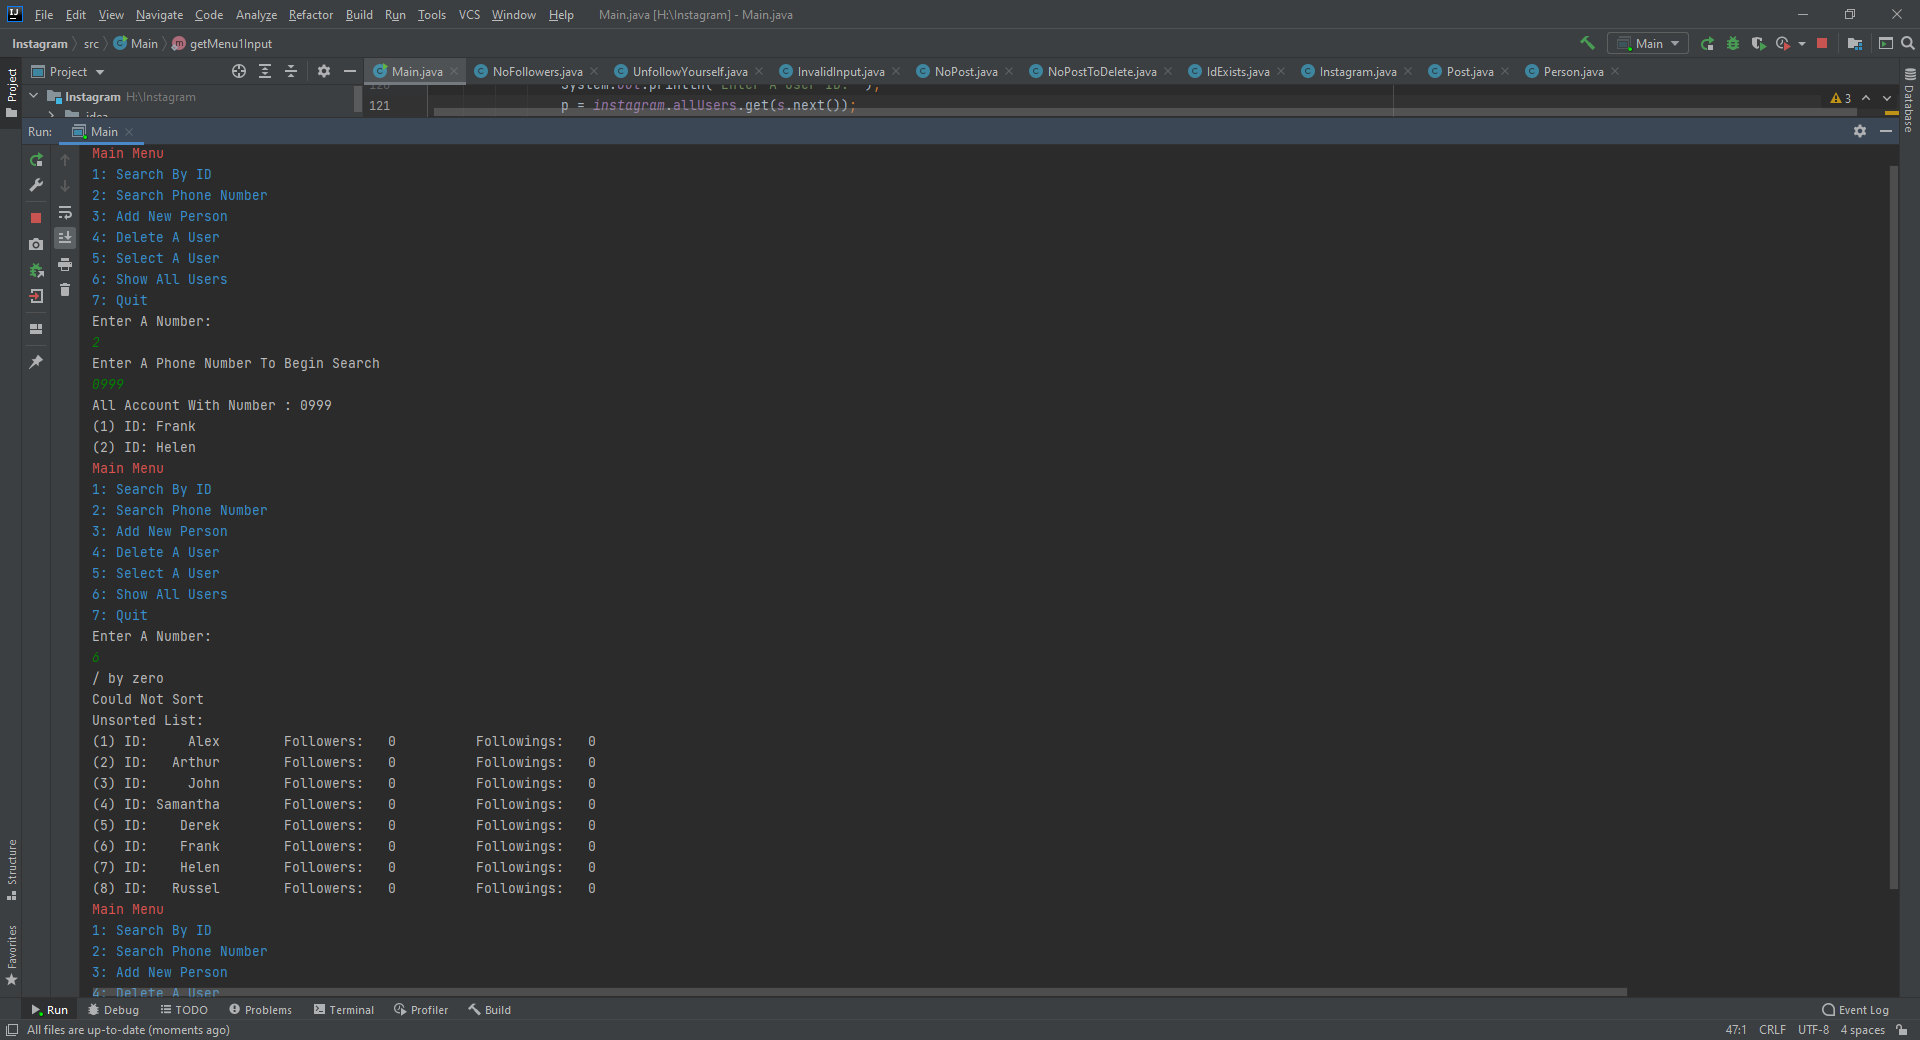 File Edit View Navigate Code Analyze Refactor Build Run Tools VCS Window Help Main.java [H:\Instagram] - Main.java
Instagram src Main getMenu1Input Main
Project Main.java NoFollowers.java UnfollowYourself.java InvalidInput.java NoPost.java NoPostToDelete.java IdExists.java Instagram.java Post.java Person.java
Project
Database
Instagram H:\Instagram
.idea
120 System.out.println("Enter A User ID: ");
121 p = instagram.allUsers.get(s.next());
3
Run: Main
Main Menu
1: Search By ID
2: Search Phone Number
3: Add New Person
4: Delete A User
5: Select A User
6: Show All Users
7: Quit
Enter A Number:
2
Enter A Phone Number To Begin Search
0999
All Account With Number : 0999
(1) ID: Frank
(2) ID: Helen
Main Menu
1: Search By ID
2: Search Phone Number
3: Add New Person
4: Delete A User
5: Select A User
6: Show All Users
7: Quit
Enter A Number:
6
/ by zero
Could Not Sort
Unsorted List:
(1) ID:     Alex        Followers:   0          Followings:   0
(2) ID:   Arthur        Followers:   0          Followings:   0
(3) ID:     John        Followers:   0          Followings:   0
(4) ID: Samantha        Followers:   0          Followings:   0
(5) ID:    Derek        Followers:   0          Followings:   0
(6) ID:    Frank        Followers:   0          Followings:   0
(7) ID:    Helen        Followers:   0          Followings:   0
(8) ID:   Russel        Followers:   0          Followings:   0
Main Menu
1: Search By ID
2: Search Phone Number
3: Add New Person
4: Delete A User
Structure
Favorites
Run Debug TODO Problems Terminal Profiler Build Event Log
All files are up-to-date (moments ago) 47:1 CRLF UTF-8 4 spaces